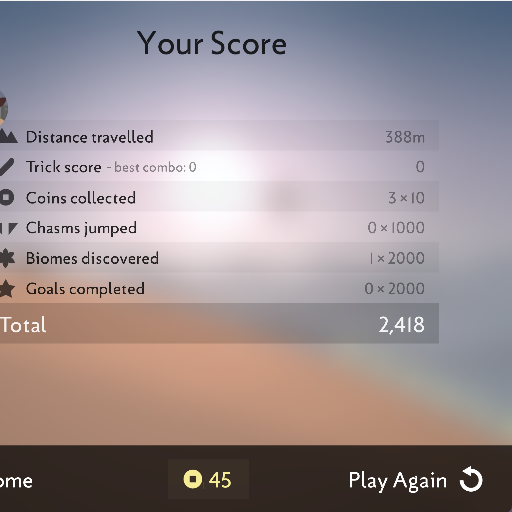 Your Score
Distance travelled 388m
Trick score - best combo: 0 0
Coins collected 3×10
Chasms jumped 0×1000
Biomes discovered 1×2000
Goals completed 0×2000
Total 2,418
ome 45 Play Again